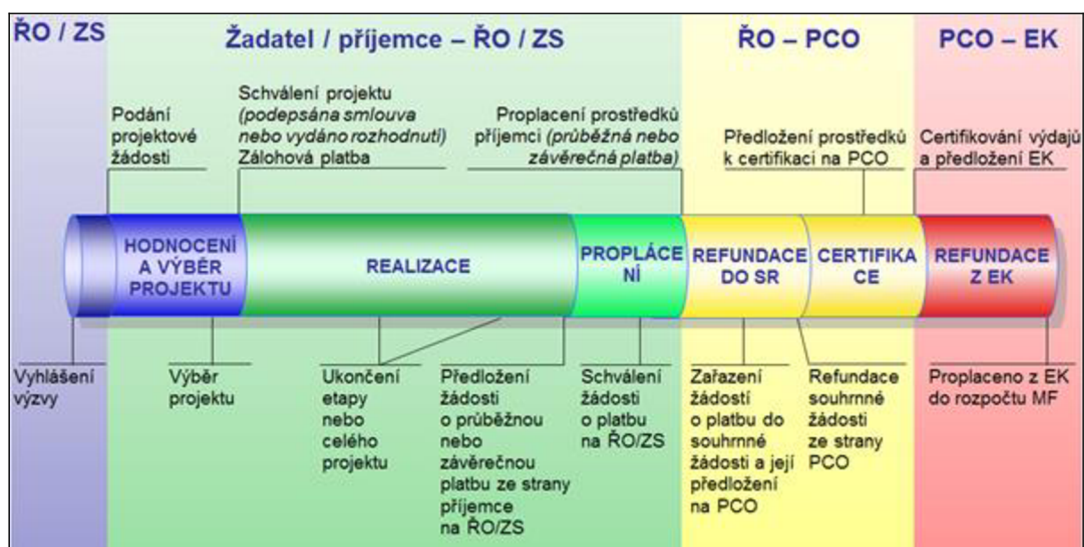 ŘO / ZS
Žadatel / příjemce – ŘO / ZS
ŘO – PCO
PCO – EK
Podání
projektové
žádosti
Schválení projektu
(podepsána smlouva
nebo vydáno rozhodnutí)
Zálohová platba
Proplacení prostředků
příjemci (průběžná nebo
závěrečná platba)
Předložení prostředků
k certifikaci na PCO
Certifikování výdajů
a předložení EK
HODNOCENÍ
A VÝBĚR
PROJEKTU
REALIZACE
PROPLÁCE
NÍ
REFUNDACE
DO SR
CERTIFIKA
CE
REFUNDACE
Z EK
Vyhlášení
výzvy
Výběr
projektu
Ukončení
etapy
nebo
celého
projektu
Předložení
žádosti
o průběžnou
nebo
závěrečnou
platbu ze strany
příjemce
na ŘO/ZS
Schválení
žádosti
o platbu
na ŘO/ZS
Zařazení
žádostí
o platbu do
souhrnné
žádosti a její
předložení
na PCO
Refundace
souhrnné
žádosti
ze strany
PCO
Proplaceno z EK
do rozpočtu MF